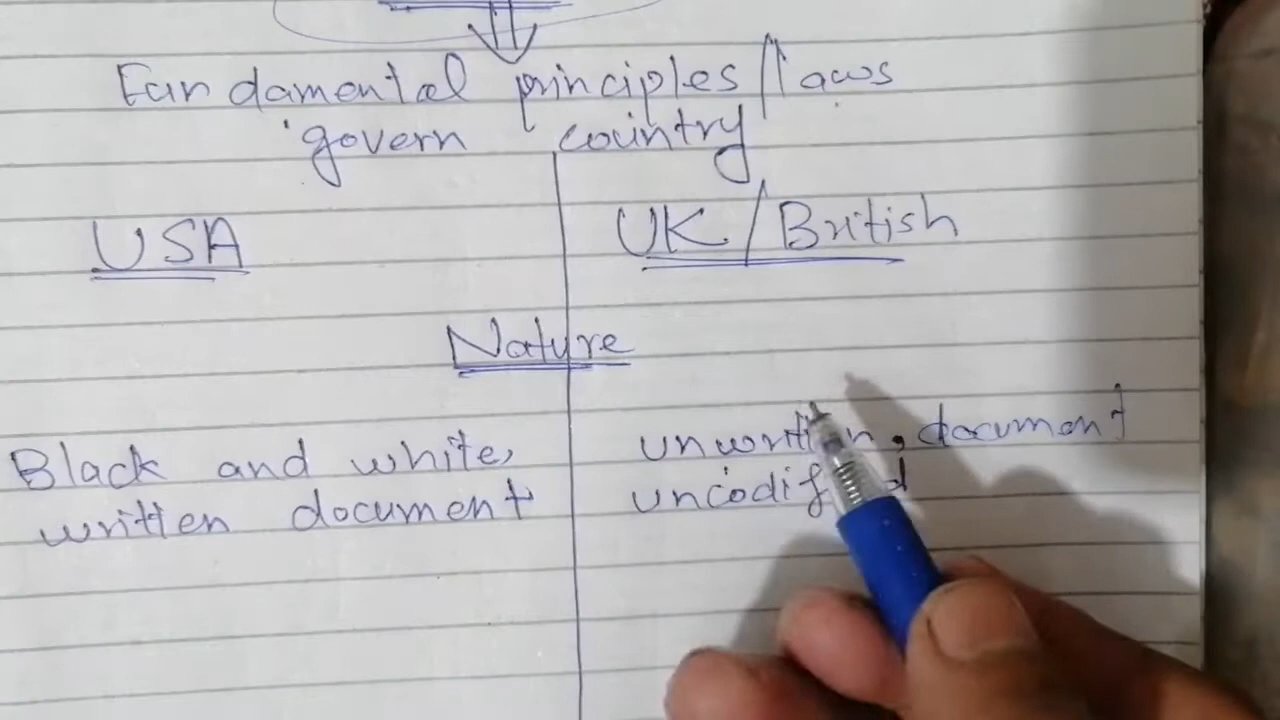 Fundamental principles/laws
govern country
USA
UK/British
Nature
Black and white,
written document
unwritten, document
uncodified